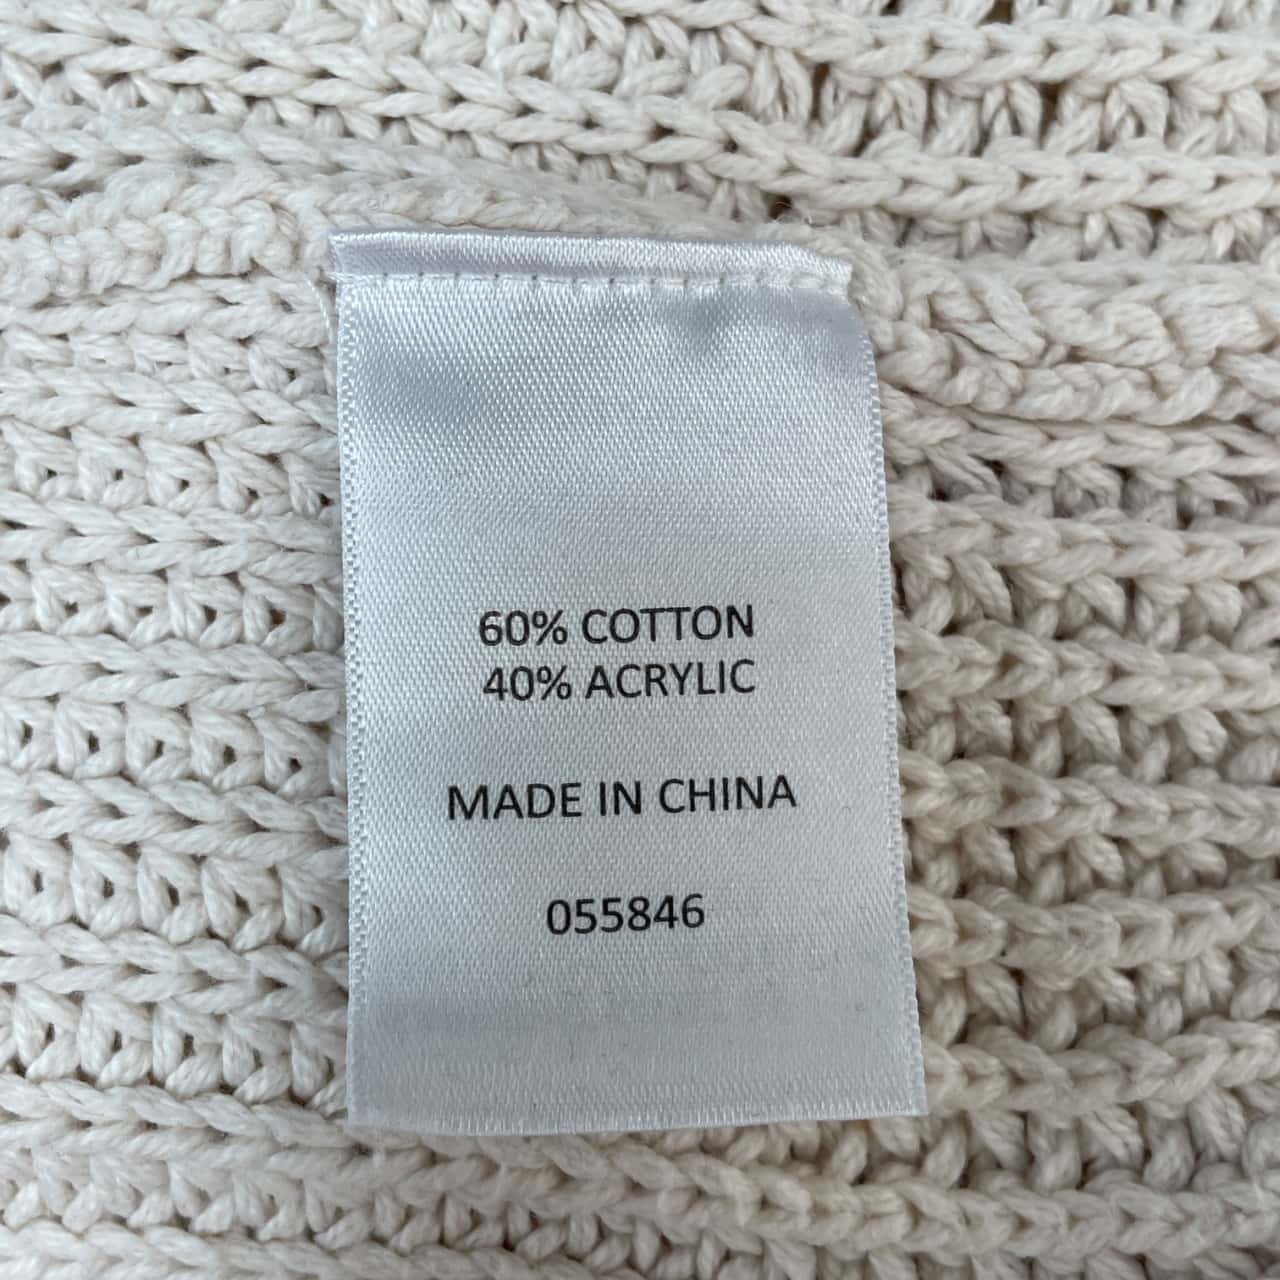 60% COTTON
40% ACRYLIC
MADE IN CHINA
055846